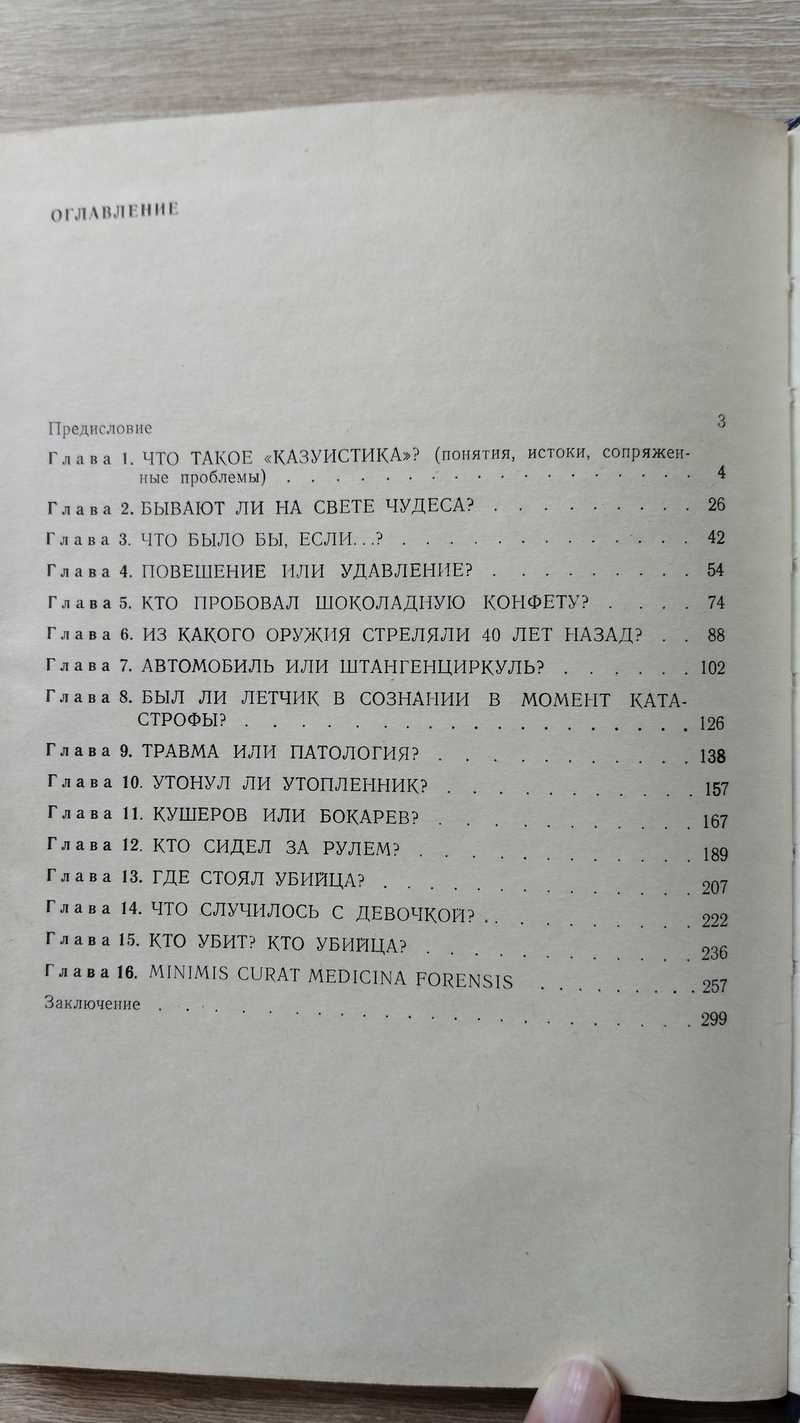 ОГЛАВЛЕНИЕ
Предисловие 3
Глава 1. ЧТО ТАКОЕ «КАЗУИСТИКА»? (понятия, истоки, сопряжен-
ные проблемы) . . . . . . . . . . . . . . . . 4
Глава 2. БЫВАЮТ ЛИ НА СВЕТЕ ЧУДЕСА? . . . . . . . . . 26
Глава 3. ЧТО БЫЛО БЫ, ЕСЛИ...? . . . . . . . . . . . . . 42
Глава 4. ПОВЕШЕНИЕ ИЛИ УДАВЛЕНИЕ? . . . . . . . . . 54
Глава 5. КТО ПРОБОВАЛ ШОКОЛАДНУЮ КОНФЕТУ? . . . . 74
Глава 6. ИЗ КАКОГО ОРУЖИЯ СТРЕЛЯЛИ 40 ЛЕТ НАЗАД? . . 88
Глава 7. АВТОМОБИЛЬ ИЛИ ШТАНГЕНЦИРКУЛЬ? . . . . . . 102
Глава 8. БЫЛ ЛИ ЛЕТЧИК В СОЗНАНИИ В МОМЕНТ КАТА-
СТРОФЫ? . . . . . . . . . . . . . . . . . 126
Глава 9. ТРАВМА ИЛИ ПАТОЛОГИЯ? . . . . . . . . . . 138
Глава 10. УТОНУЛ ЛИ УТОПЛЕННИК? . . . . . . . . . . 157
Глава 11. КУШЕРОВ ИЛИ БОКАРЕВ? . . . . . . . . . . 167
Глава 12. КТО СИДЕЛ ЗА РУЛЕМ? . . . . . . . . . . . 189
Глава 13. ГДЕ СТОЯЛ УБИЙЦА? . . . . . . . . . . . . 207
Глава 14. ЧТО СЛУЧИЛОСЬ С ДЕВОЧКОЙ? . . . . . . . . . 222
Глава 15. КТО УБИТ? КТО УБИЙЦА? . . . . . . . . . . 236
Глава 16. MINIMIS CURAT MEDICINA FORENSIS . . . . . . . 257
Заключение . . . . . . . . . . . . . . . . . . . . 299